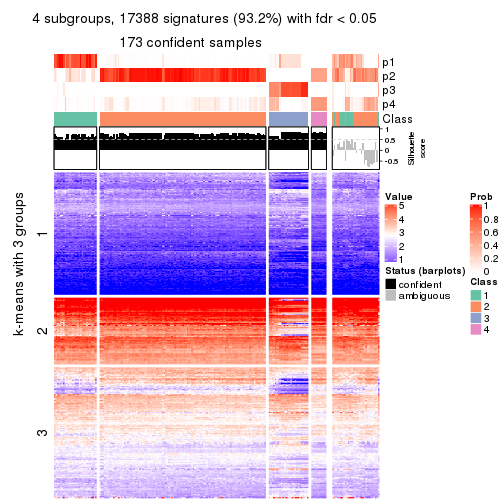 4 subgroups, 17388 signatures (93.2%) with fdr < 0.05
173 confident samples
p1
p2
p3
p4
Class
1
0.5
0
-0.5
Silhouette
score
k-means with 3 groups
1
2
3
Value
5
4
3
2
1
Status (barplots)
confident
ambiguous
Prob
1
0.8
0.6
0.4
0.2
0
Class
1
2
3
4